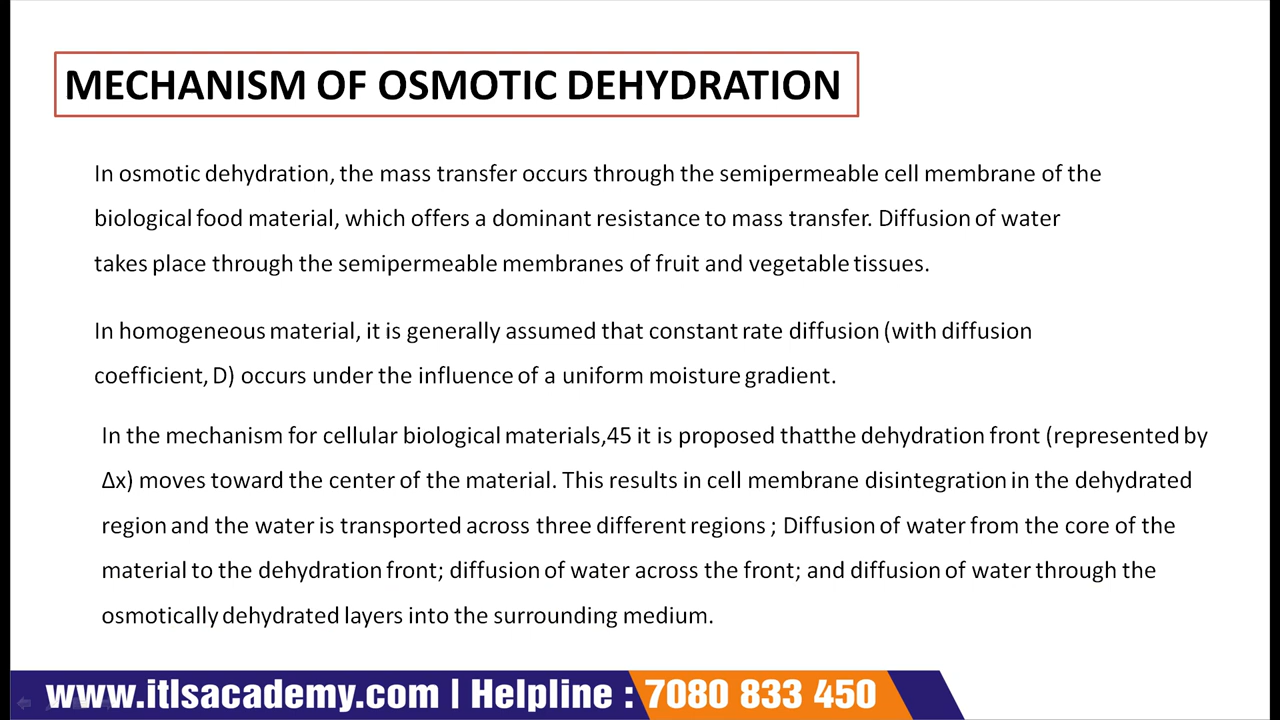 MECHANISM OF OSMOTIC DEHYDRATION
In osmotic dehydration, the mass transfer occurs through the semipermeable cell membrane of the
biological food material, which offers a dominant resistance to mass transfer. Diffusion of water
takes place through the semipermeable membranes of fruit and vegetable tissues.
In homogeneous material, it is generally assumed that constant rate diffusion (with diffusion
coefficient, D) occurs under the influence of a uniform moisture gradient.
In the mechanism for cellular biological materials,45 it is proposed thatthe dehydration front (represented by
Δx) moves toward the center of the material. This results in cell membrane disintegration in the dehydrated
region and the water is transported across three different regions ; Diffusion of water from the core of the
material to the dehydration front; diffusion of water across the front; and diffusion of water through the
osmotically dehydrated layers into the surrounding medium.
www.itlsacademy.com | Helpline : 7080 833 450